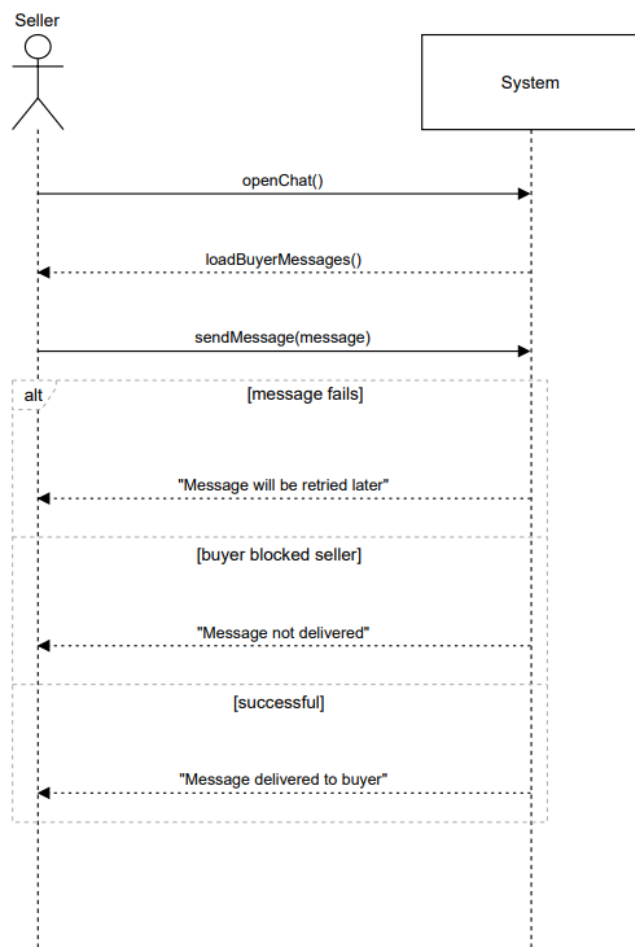 Seller
System
openChat()
loadBuyerMessages()
sendMessage(message)
alt
[message fails]
"Message will be retried later"
[buyer blocked seller]
"Message not delivered"
[successful]
"Message delivered to buyer"